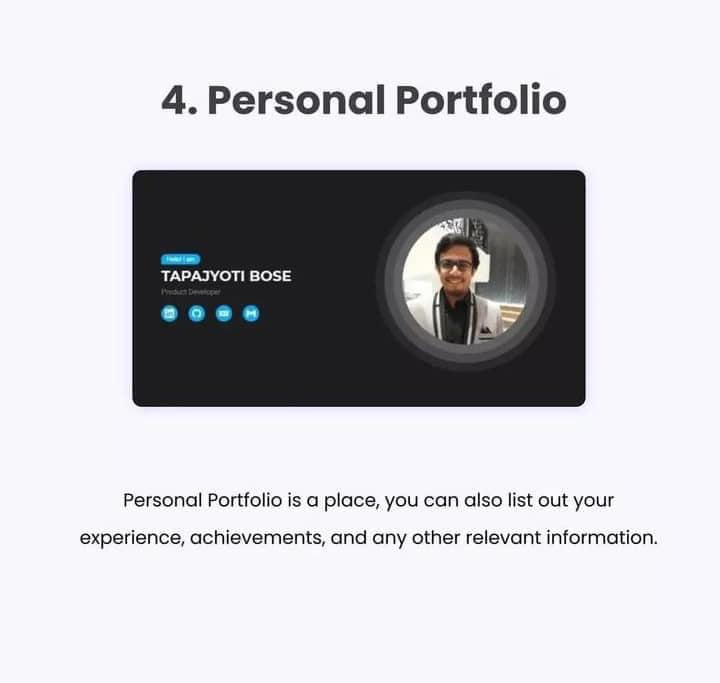 4. Personal Portfolio
Hello! I am
TAPAJYOTI BOSE
Product Developer
Personal Portfolio is a place, you can also list out your
experience, achievements, and any other relevant information.